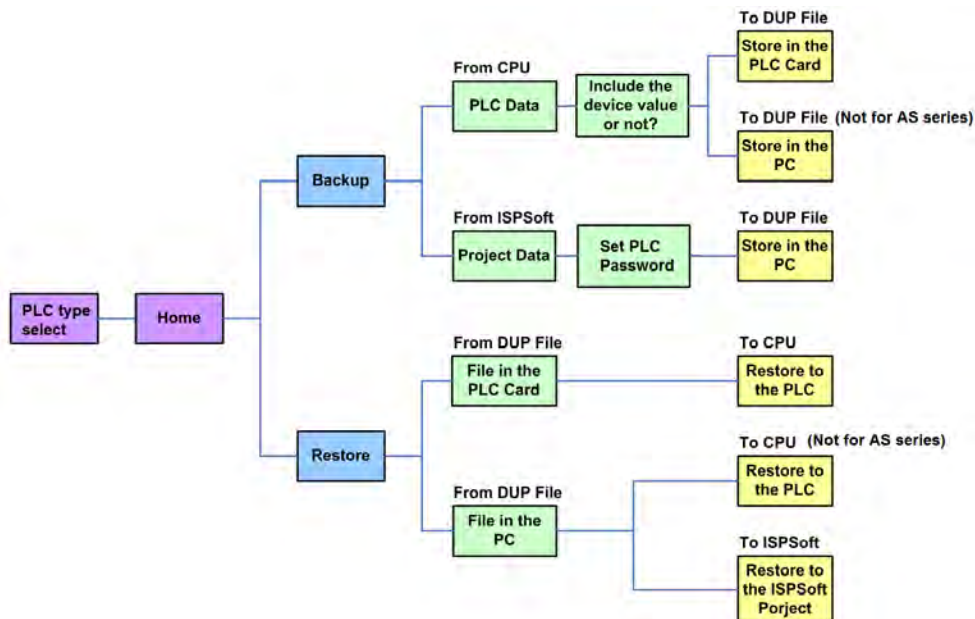 To DUP File
Store in the
PLC Card
From CPU
PLC Data
Include the
device value
or not?
To DUP File (Not for AS series)
Store in the
PC
Backup
From ISPSoft
Project Data
Set PLC
Password
To DUP File
Store in the
PC
PLC type
select
Home
From DUP File
File in the
PLC Card
To CPU
Restore to
the PLC
Restore
To CPU (Not for AS series)
Restore to
the PLC
From DUP File
File in the
PC
To ISPSoft
Restore to
the ISPSoft
Porject